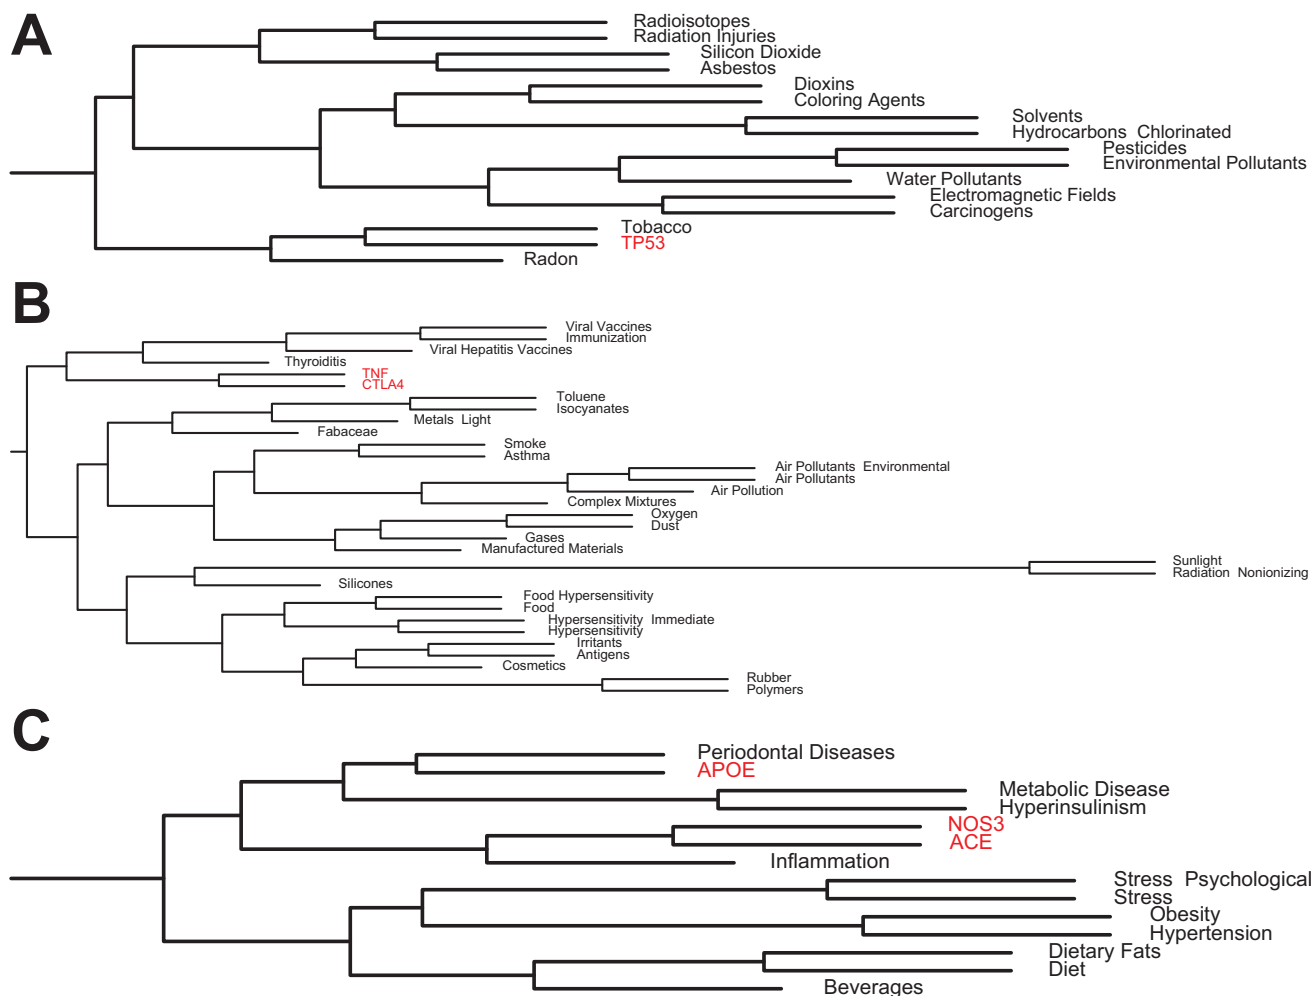 A
Radioisotopes
Radiation Injuries
Silicon Dioxide
Asbestos
Dioxins
Coloring Agents
Solvents
Hydrocarbons Chlorinated
Pesticides
Environmental Pollutants
Water Pollutants
Electromagnetic Fields
Carcinogens
Tobacco
TP53
Radon
B
Viral Vaccines
Immunization
Viral Hepatitis Vaccines
Thyroiditis
TNF
CTLA4
Toluene
Isocyanates
Metals Light
Fabaceae
Smoke
Asthma
Air Pollutants Environmental
Air Pollutants
Air Pollution
Complex Mixtures
Oxygen
Dust
Gases
Manufactured Materials
Sunlight
Radiation Nonionizing
Silicones
Food Hypersensitivity
Food
Hypersensitivity Immediate
Hypersensitivity
Irritants
Antigens
Cosmetics
Rubber
Polymers
C
Periodontal Diseases
APOE
Metabolic Disease
Hyperinsulinism
NOS3
ACE
Inflammation
Stress Psychological
Stress
Obesity
Hypertension
Dietary Fats
Diet
Beverages